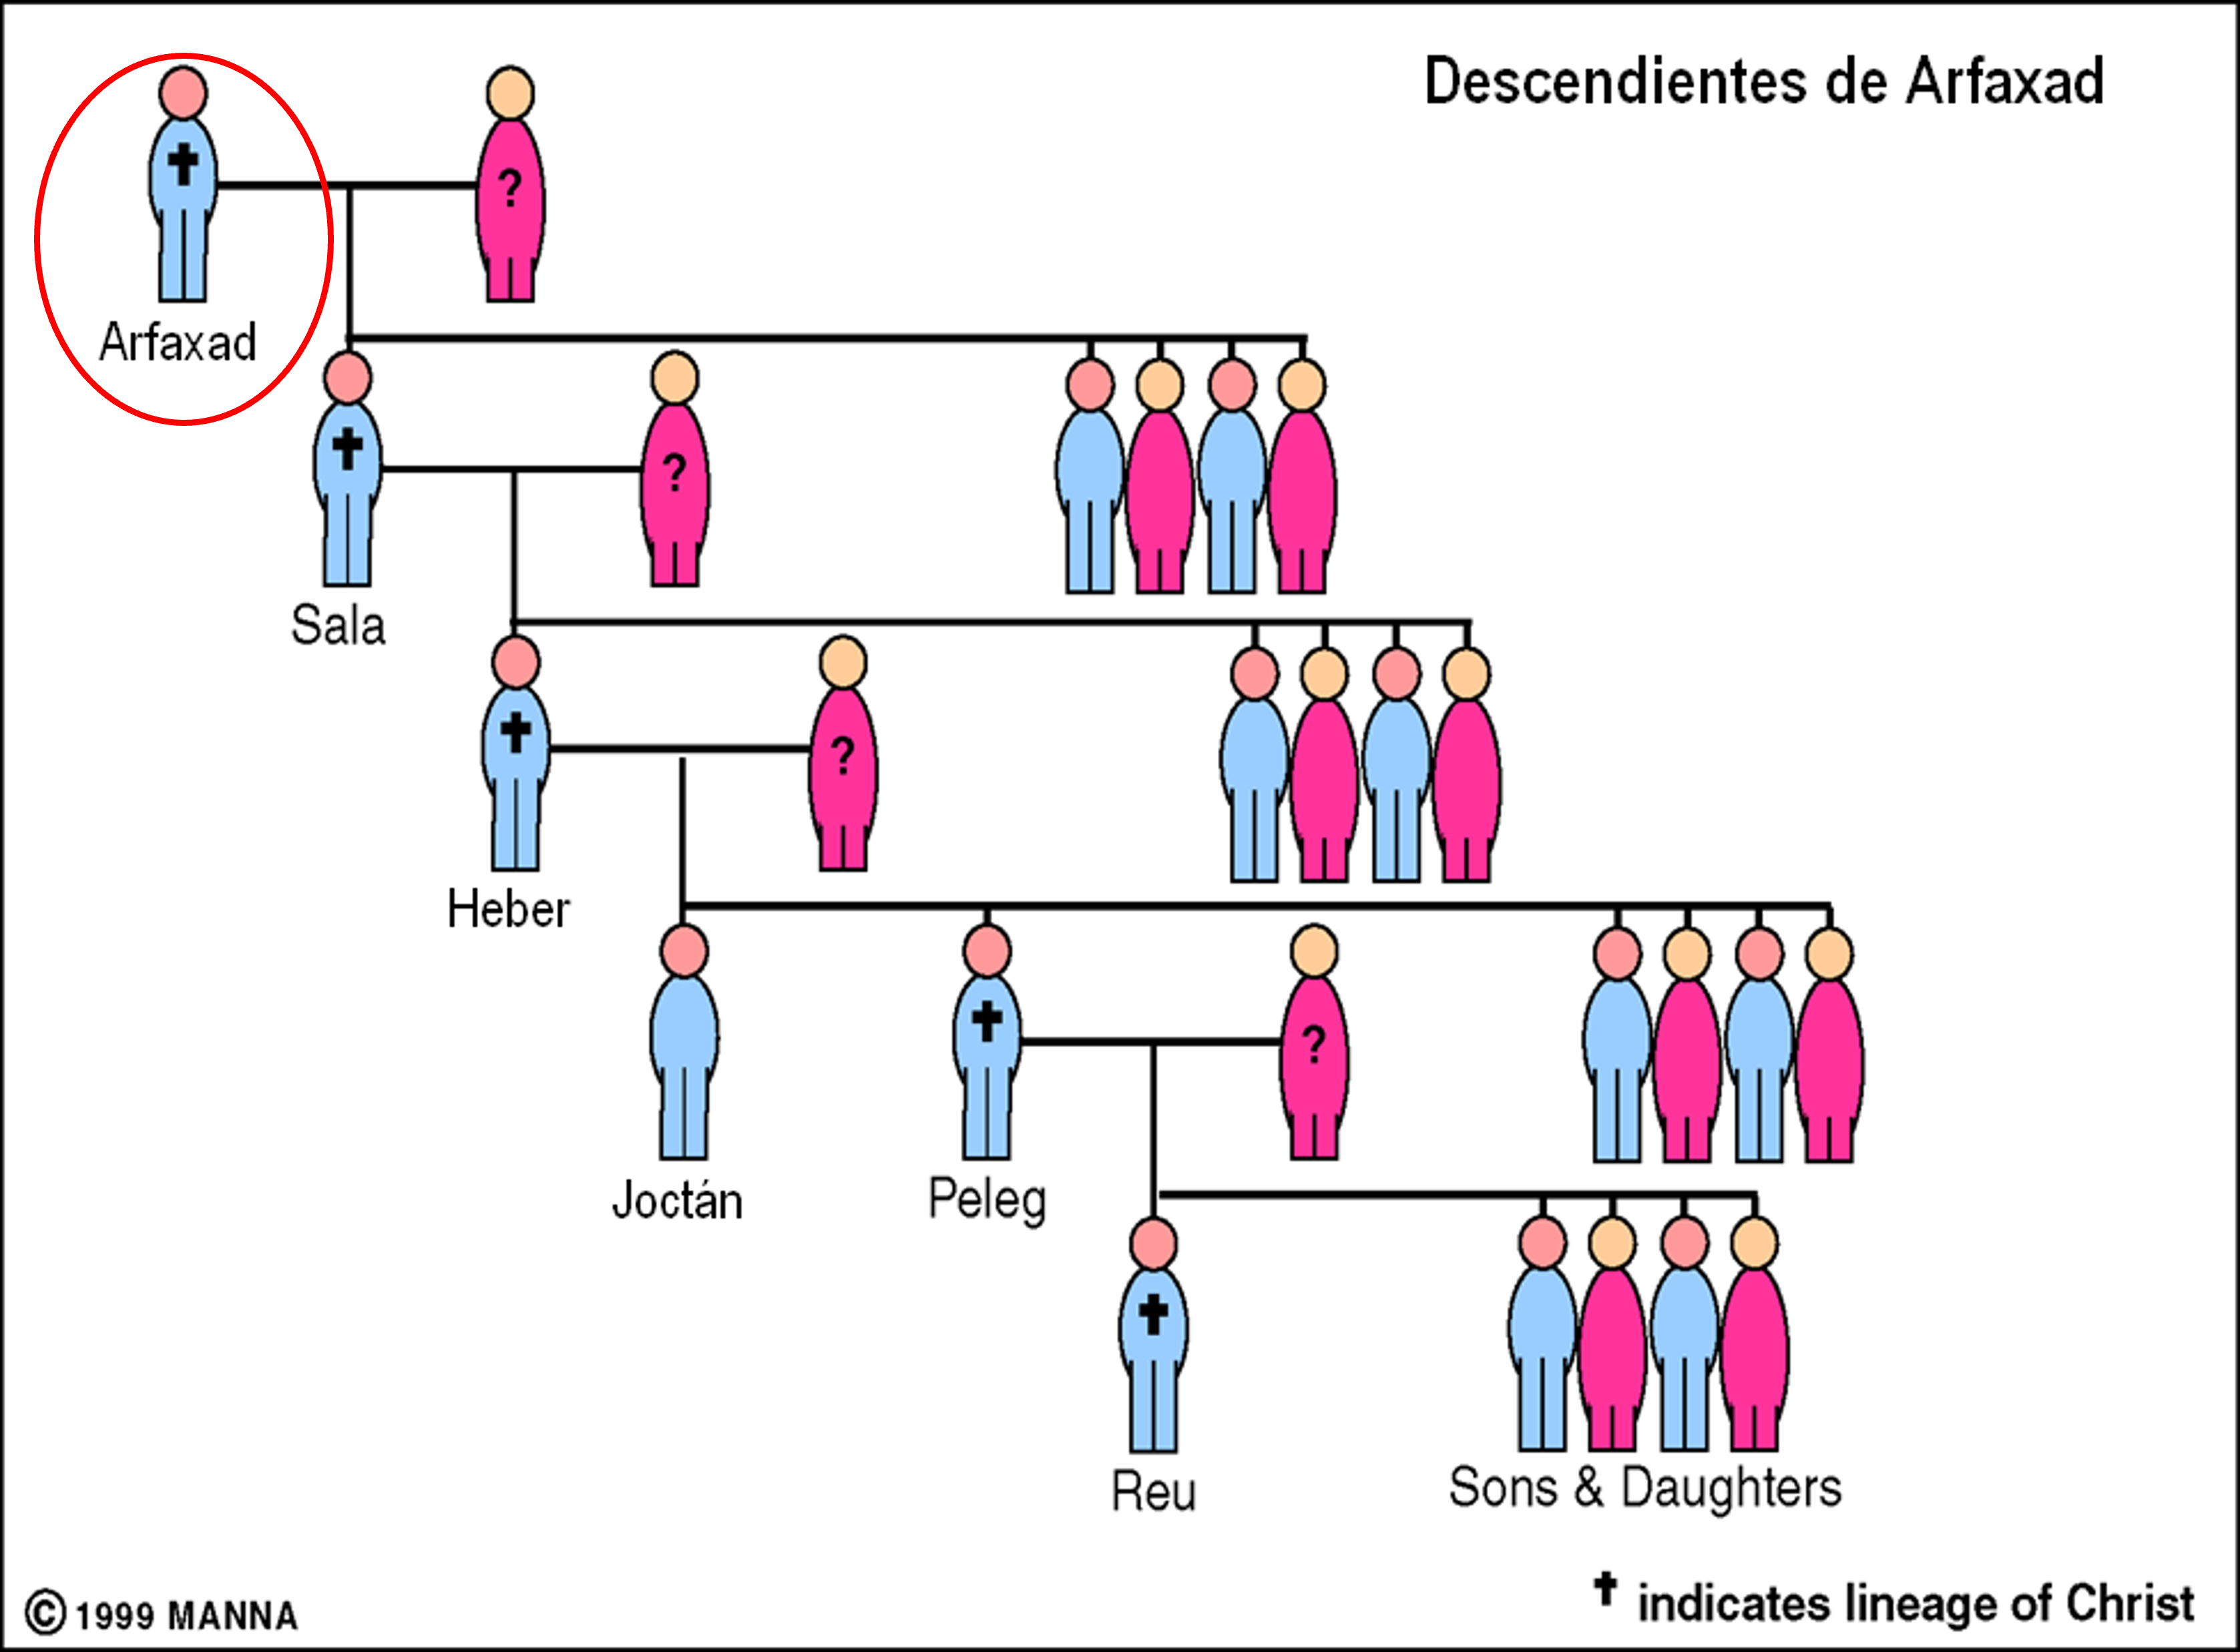 Descendientes de Arfaxad
✝
?
Arfaxad
✝
?
Sala
✝
?
Heber
✝
?
Joctán
Peleg
✝
Reu
Sons & Daughters
© 1999 MANNA
✝ indicates lineage of Christ